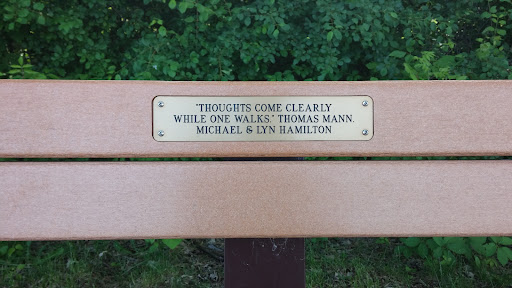 'THOUGHTS COME CLEARLY
WHILE ONE WALKS.' THOMAS MANN.
MICHAEL & LYN HAMILTON